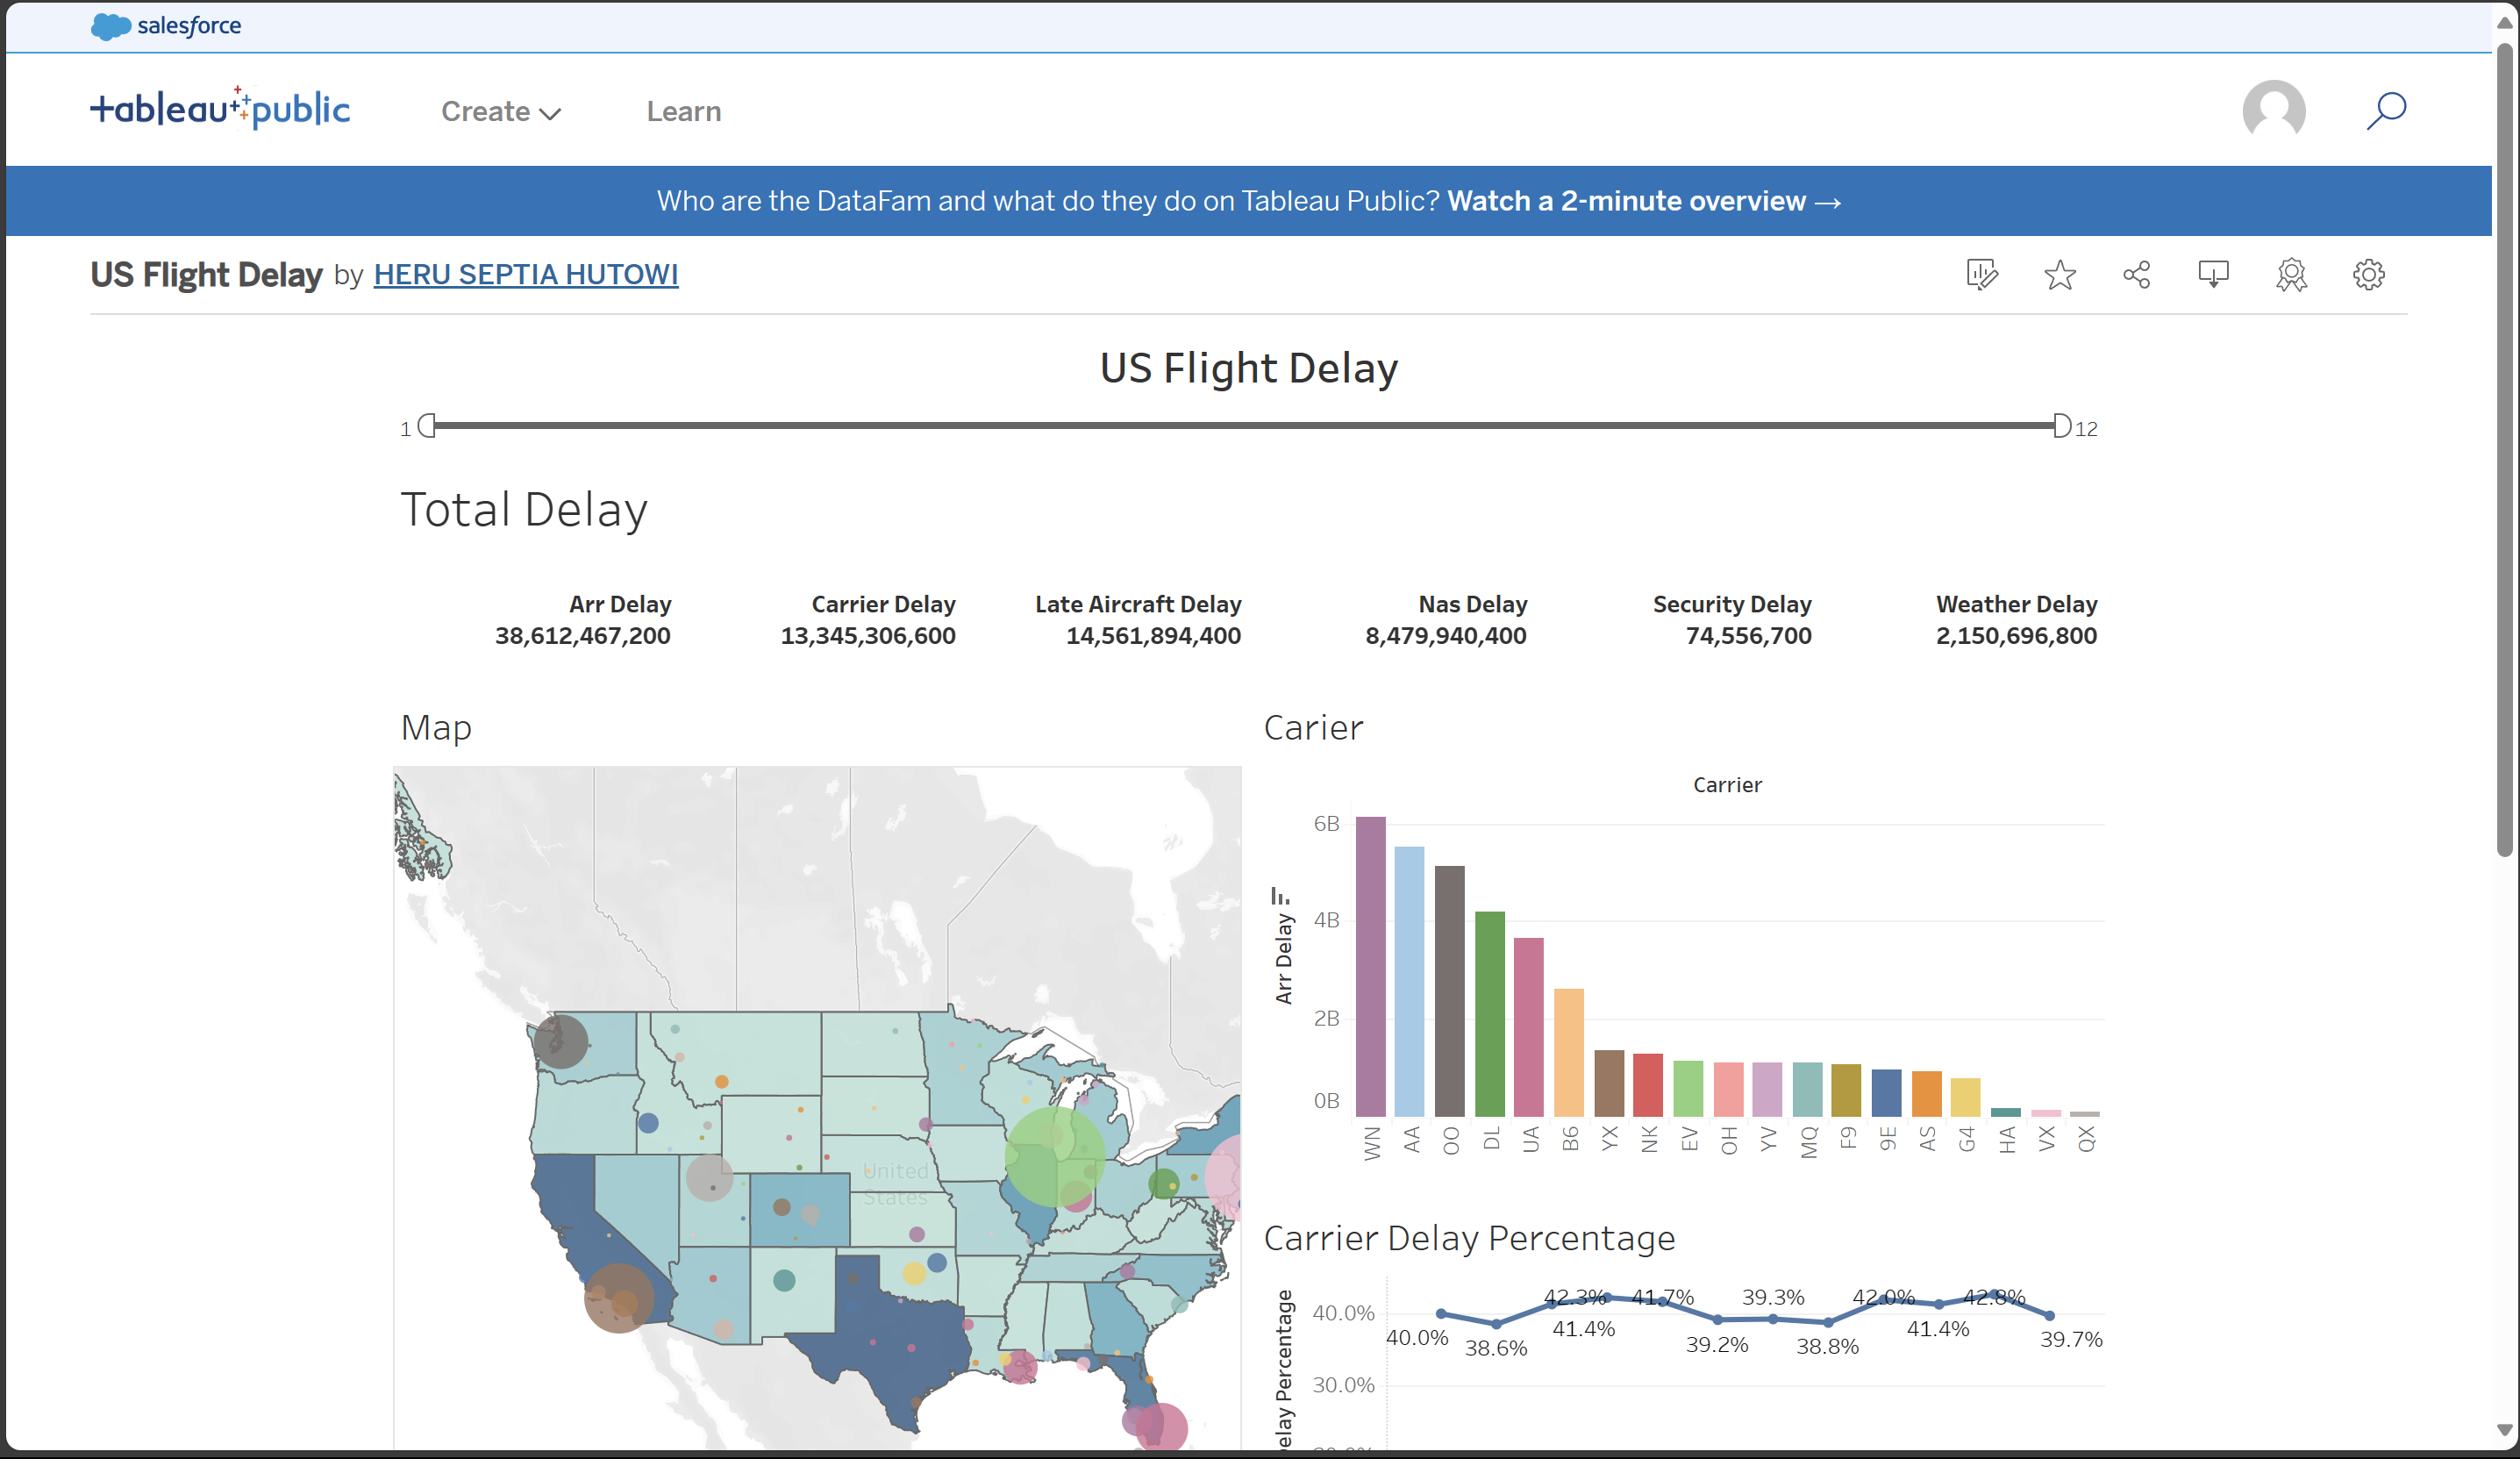 salesforce
tableau public
Create
Learn
Who are the DataFam and what do they do on Tableau Public? Watch a 2-minute overview →
US Flight Delay by HERU SEPTIA HUTOWI
US Flight Delay
1
12
Total Delay
Arr Delay Carrier Delay Late Aircraft Delay Nas Delay Security Delay Weather Delay
38,612,467,200 13,345,306,600 14,561,894,400 8,479,940,400 74,556,700 2,150,696,800
Map
United
States
Carier
Carrier
Arr Delay
6B
4B
2B
0B
WN AA OO DL UA B6 YX NK EV OH YV MQ F9 9E AS G4 HA VX QX
Carrier Delay Percentage
Delay Percentage
40.0%
30.0%
40.0% 38.6% 42.3% 41.4% 41.7% 39.2% 39.3% 38.8% 42.0% 41.4% 42.8% 39.7%